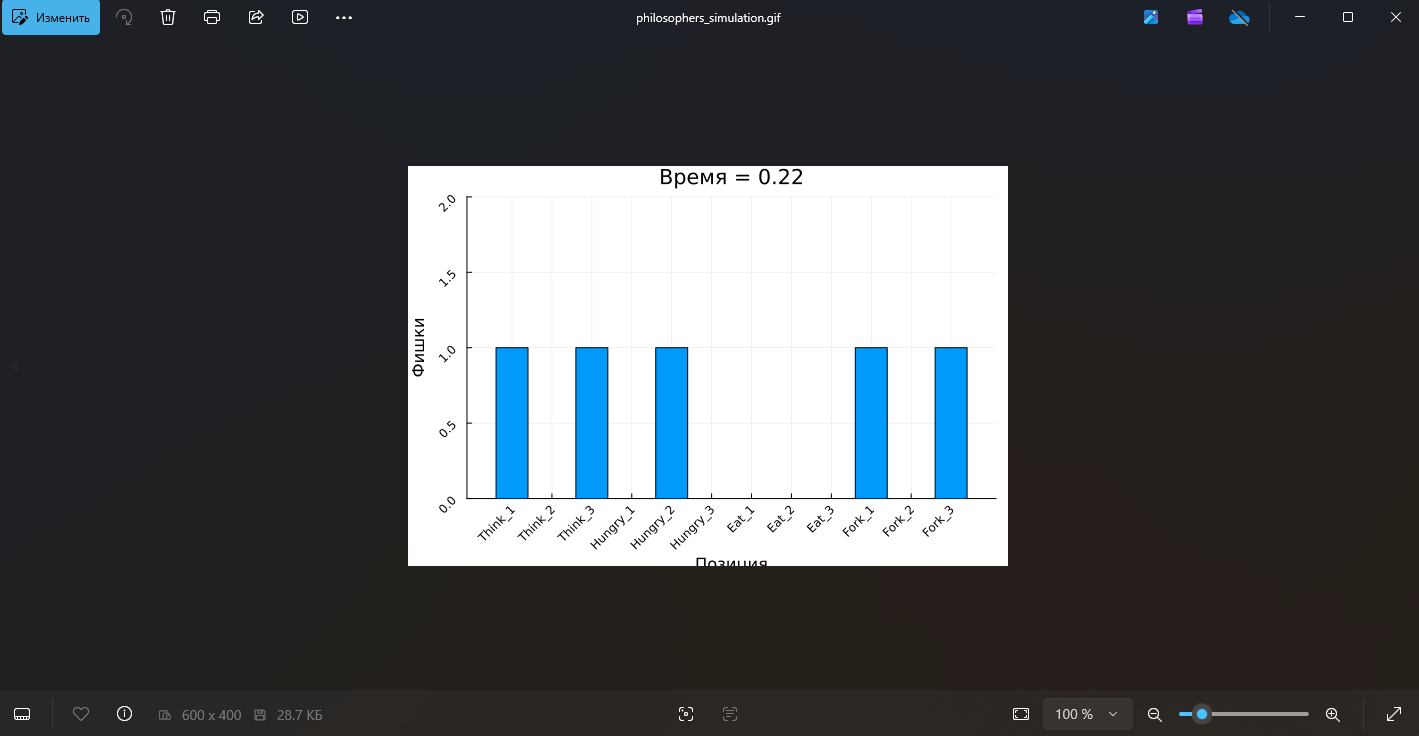 Изменить
philosophers_simulation.gif
Время = 0.22
2.0
1.5
1.0
0.5
0.0
Фишки
Think_1
Think_2
Think_3
Hungry_1
Hungry_2
Hungry_3
Eat_1
Eat_2
Eat_3
Fork_1
Fork_2
Fork_3
Позиция
600 x 400
28.7 КБ
100 %